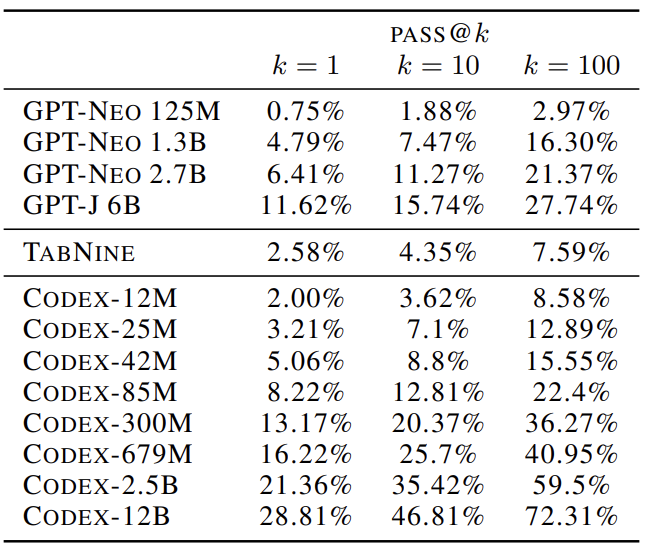 PASS@k
k = 1 k = 10 k = 100
GPT-NEO 125M 0.75% 1.88% 2.97%
GPT-NEO 1.3B 4.79% 7.47% 16.30%
GPT-NEO 2.7B 6.41% 11.27% 21.37%
GPT-J 6B 11.62% 15.74% 27.74%
TABNINE 2.58% 4.35% 7.59%
CODEX-12M 2.00% 3.62% 8.58%
CODEX-25M 3.21% 7.1% 12.89%
CODEX-42M 5.06% 8.8% 15.55%
CODEX-85M 8.22% 12.81% 22.4%
CODEX-300M 13.17% 20.37% 36.27%
CODEX-679M 16.22% 25.7% 40.95%
CODEX-2.5B 21.36% 35.42% 59.5%
CODEX-12B 28.81% 46.81% 72.31%